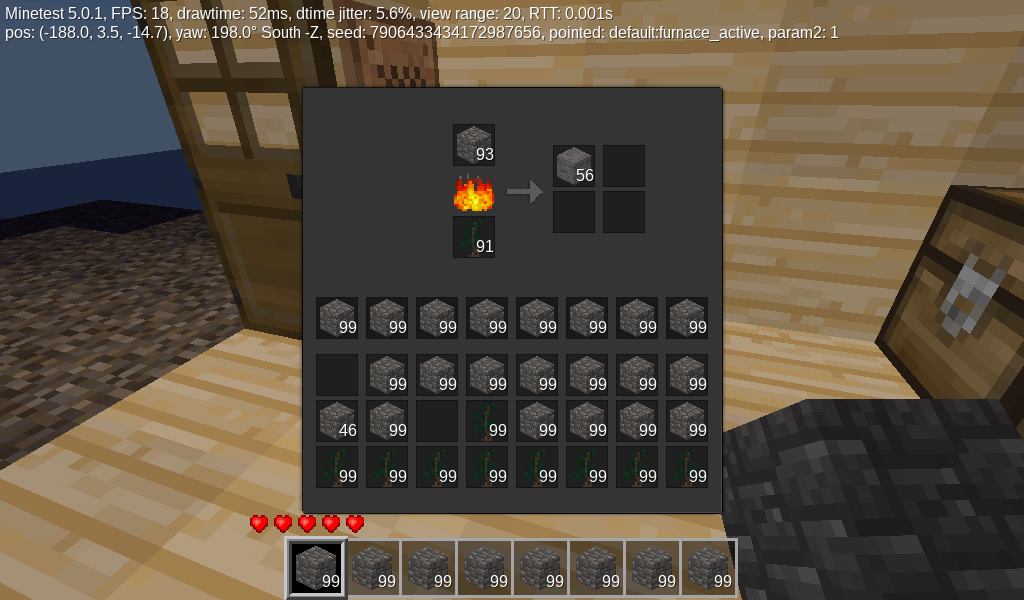 Minetest 5.0.1, FPS: 18, drawtime: 52ms, dtime jitter: 5.6%, view range: 20, RTT: 0.001s
pos: (-188.0, 3.5, -14.7), yaw: 198.0° South -Z, seed: 7906433434172987656, pointed: default:furnace_active, param2: 1
93
56
91
99 99 99 99 99 99 99 99
99 99 99 99 99 99 99
46 99 99 99 99 99 99
99 99 99 99 99 99 99 99
99 99 99 99 99 99 99 99